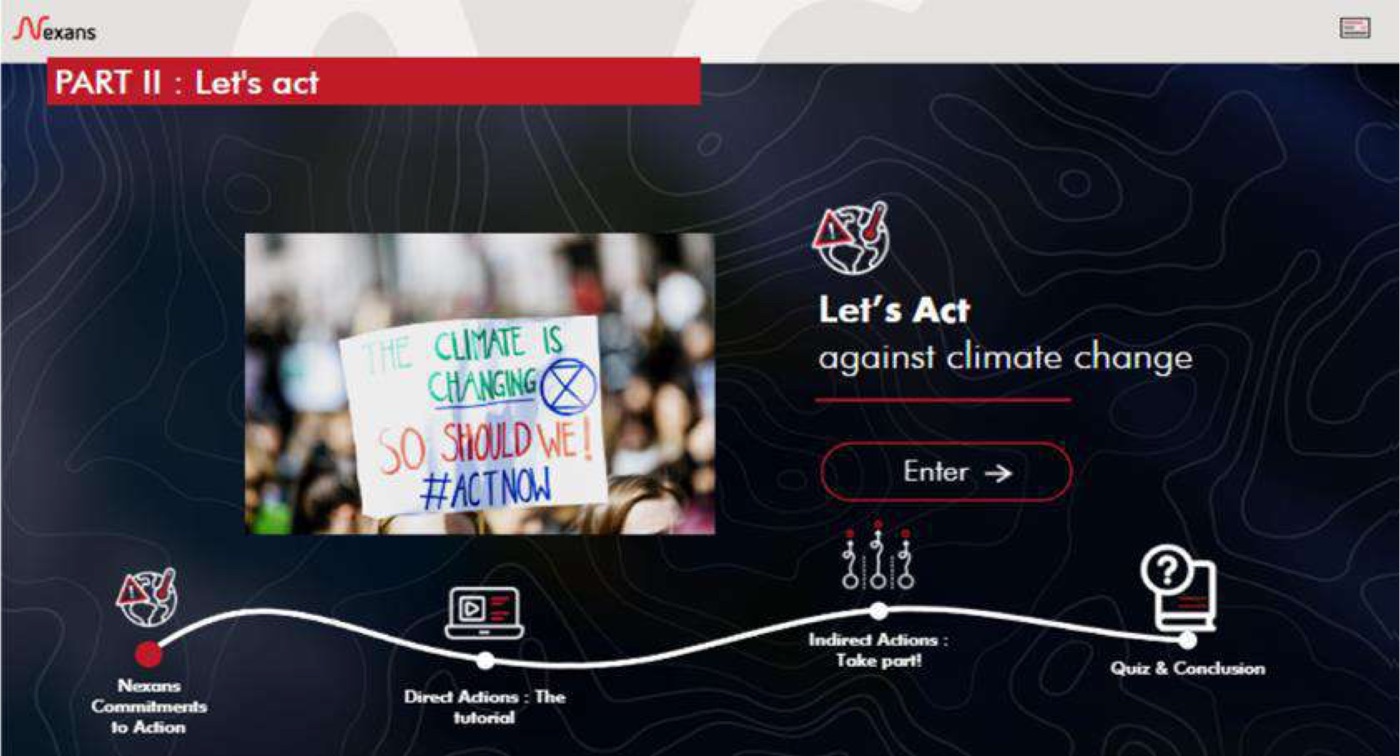 Nexans
PART II : Let's act
THE CLIMATE IS
CHANGING
SO SHOULD WE!
#ACTNOW
Let's Act
against climate change
Enter →
Nexans
Commitments
to Action
Direct Actions : The
tutorial
Indirect Actions :
Take part!
Quiz & Conclusion